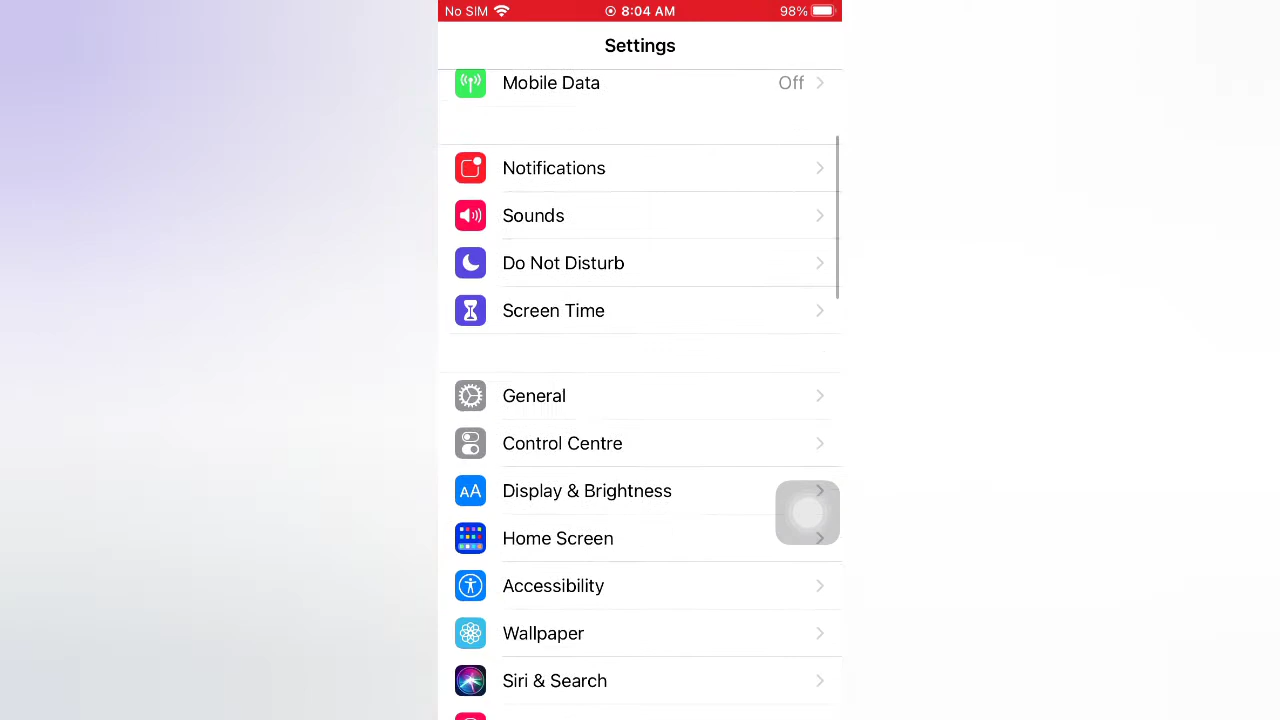 No SIM 8:04 AM 98%
Settings
Mobile Data Off
Notifications
Sounds
Do Not Disturb
Screen Time
General
Control Centre
AA Display & Brightness
Home Screen
Accessibility
Wallpaper
Siri & Search